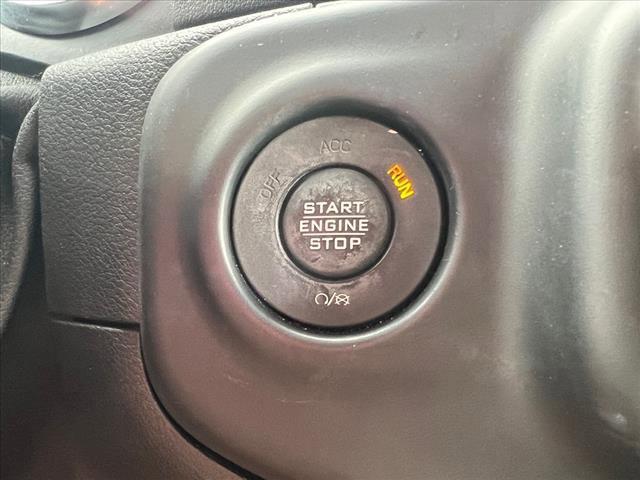 OFF
ACC
RUN
START
ENGINE
STOP